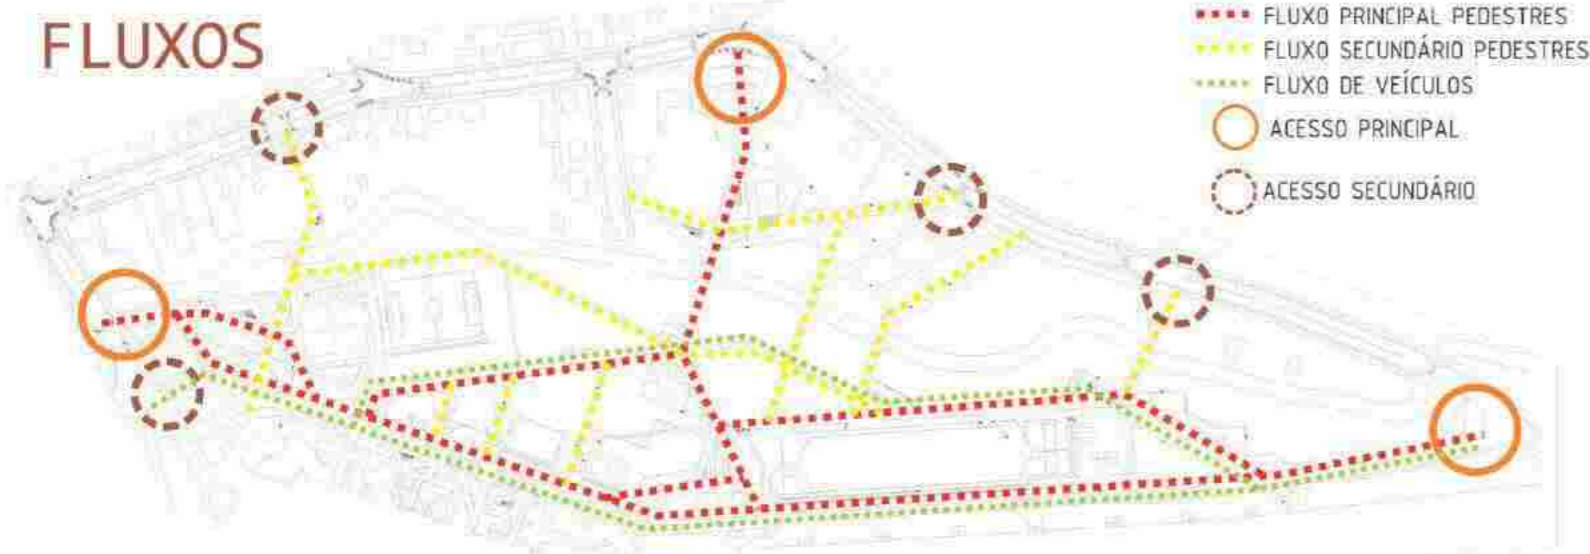 FLUXOS
FLUXO PRINCIPAL PEDESTRES
FLUXO SECUNDÁRIO PEDESTRES
FLUXO DE VEÍCULOS
ACESSO PRINCIPAL
ACESSO SECUNDÁRIO